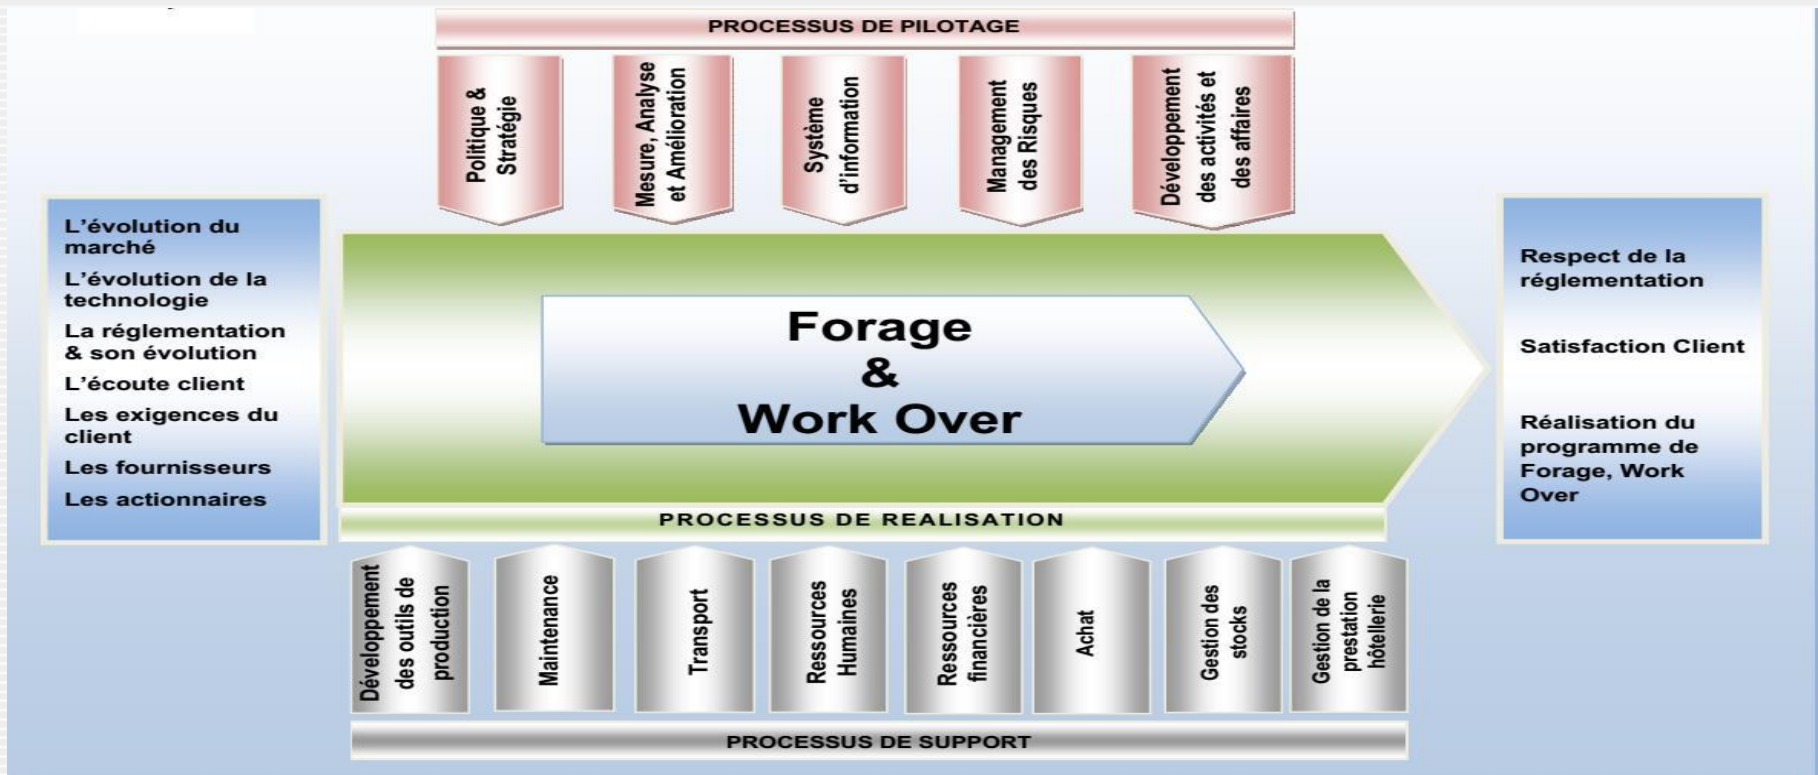 PROCESSUS DE PILOTAGE
Politique &
Stratégie
Mesure, Analyse
et Amélioration
Système
d'information
Management
des Risques
Développement
des activités et
des affaires
L'évolution du
marché
L'évolution de la
technologie
La réglementation
& son évolution
L'écoute client
Les exigences du
client
Les fournisseurs
Les actionnaires
Forage
&
Work Over
Respect de la
réglementation
Satisfaction Client
Réalisation du
programme de
Forage, Work
Over
PROCESSUS DE REALISATION
Développement
des outils de
production
Maintenance
Transport
Ressources
Humaines
Ressources
financières
Achat
Gestion des
stocks
Gestion de la
prestation
hôtellerie
PROCESSUS DE SUPPORT